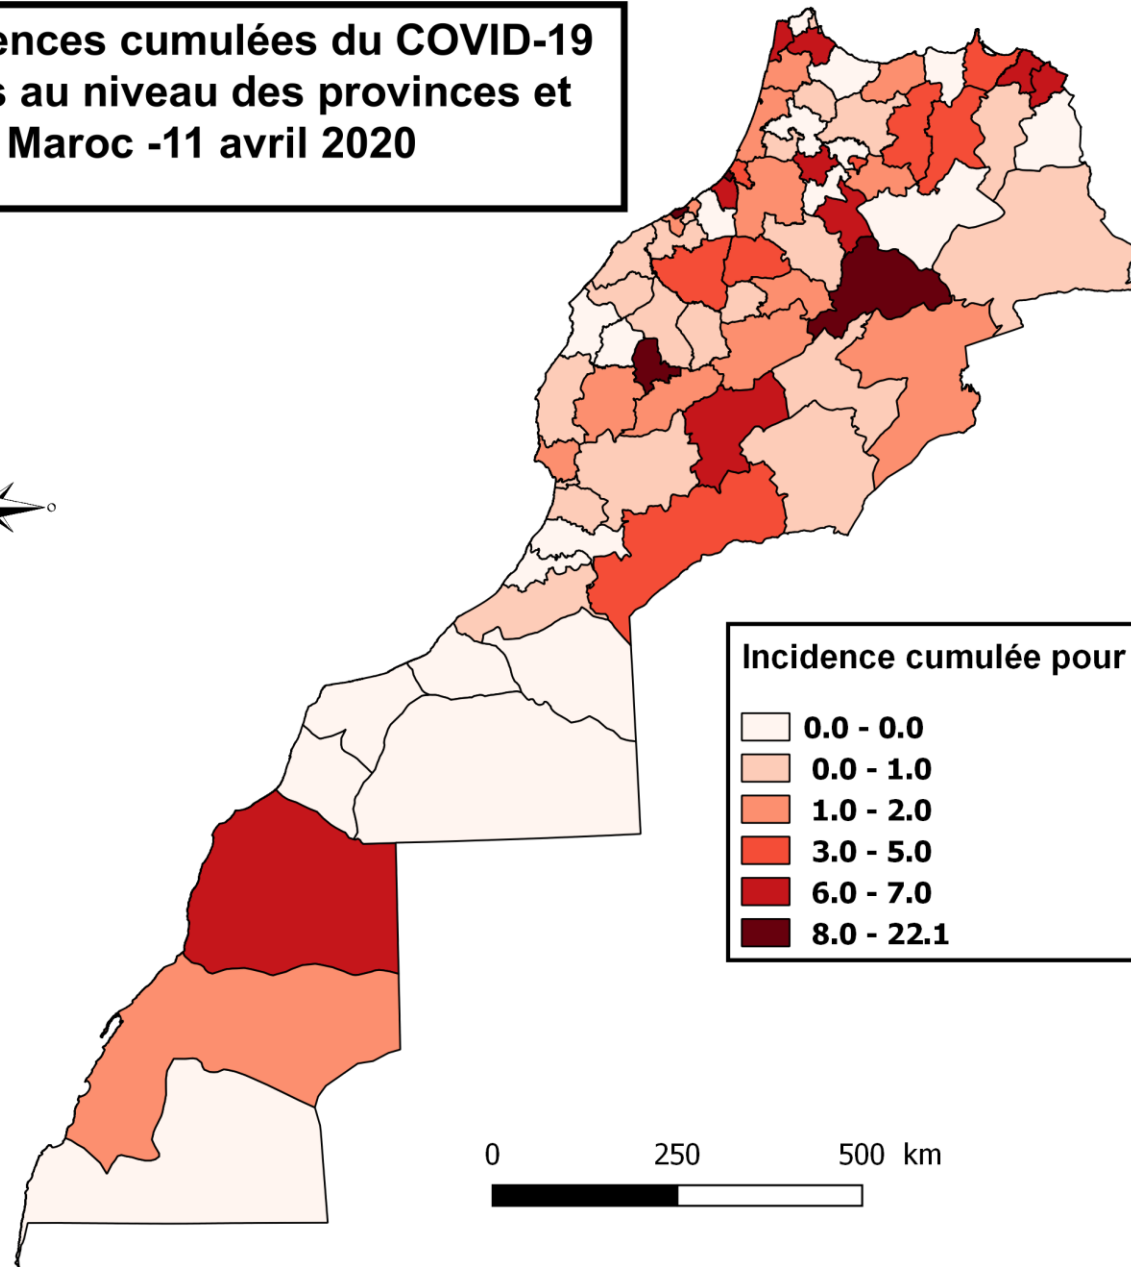 ences cumulées du COVID-19
s au niveau des provinces et
Maroc -11 avril 2020
Incidence cumulée pour
0.0 - 0.0
0.0 - 1.0
1.0 - 2.0
3.0 - 5.0
6.0 - 7.0
8.0 - 22.1
0 250 500 km